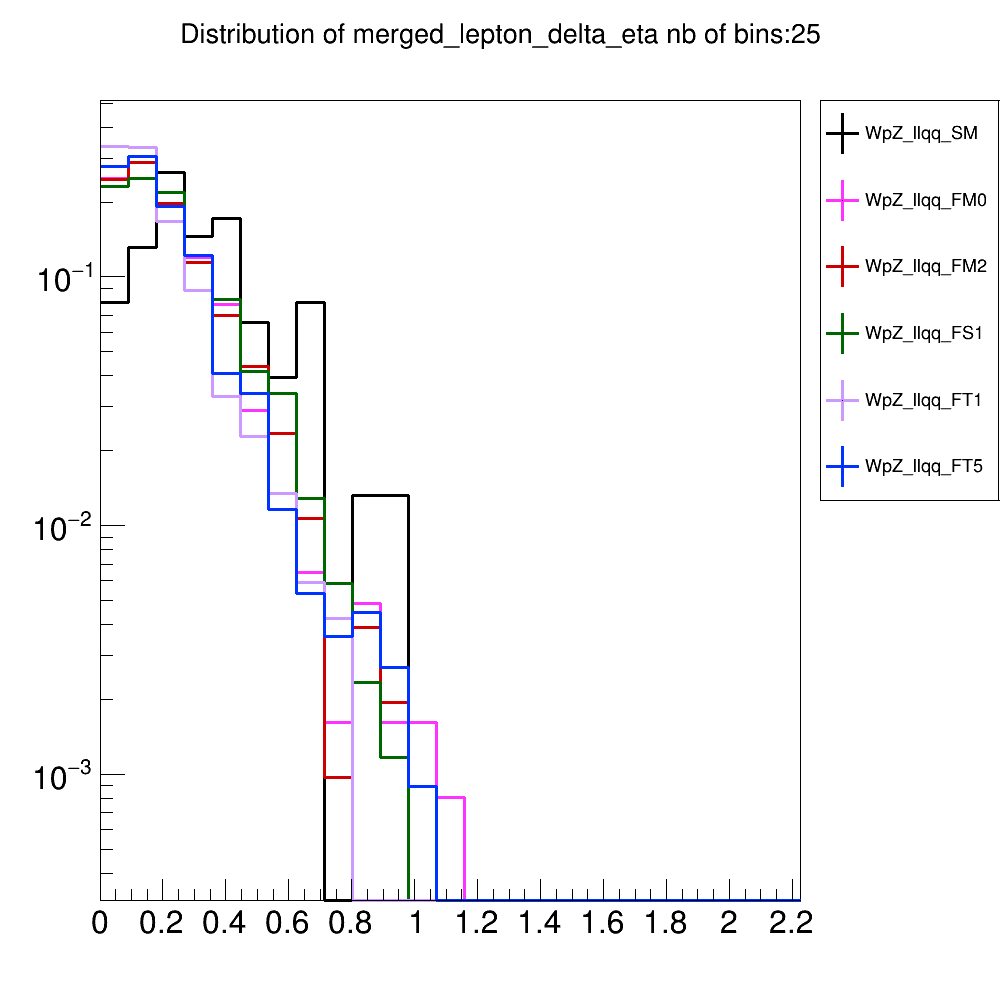 Distribution of merged_lepton_delta_eta nb of bins:25
WpZ_llqq_SM
WpZ_llqq_FM0
WpZ_llqq_FM2
WpZ_llqq_FS1
WpZ_llqq_FT1
WpZ_llqq_FT5
10⁻¹
10⁻²
10⁻³
0 0.2 0.4 0.6 0.8 1 1.2 1.4 1.6 1.8 2 2.2